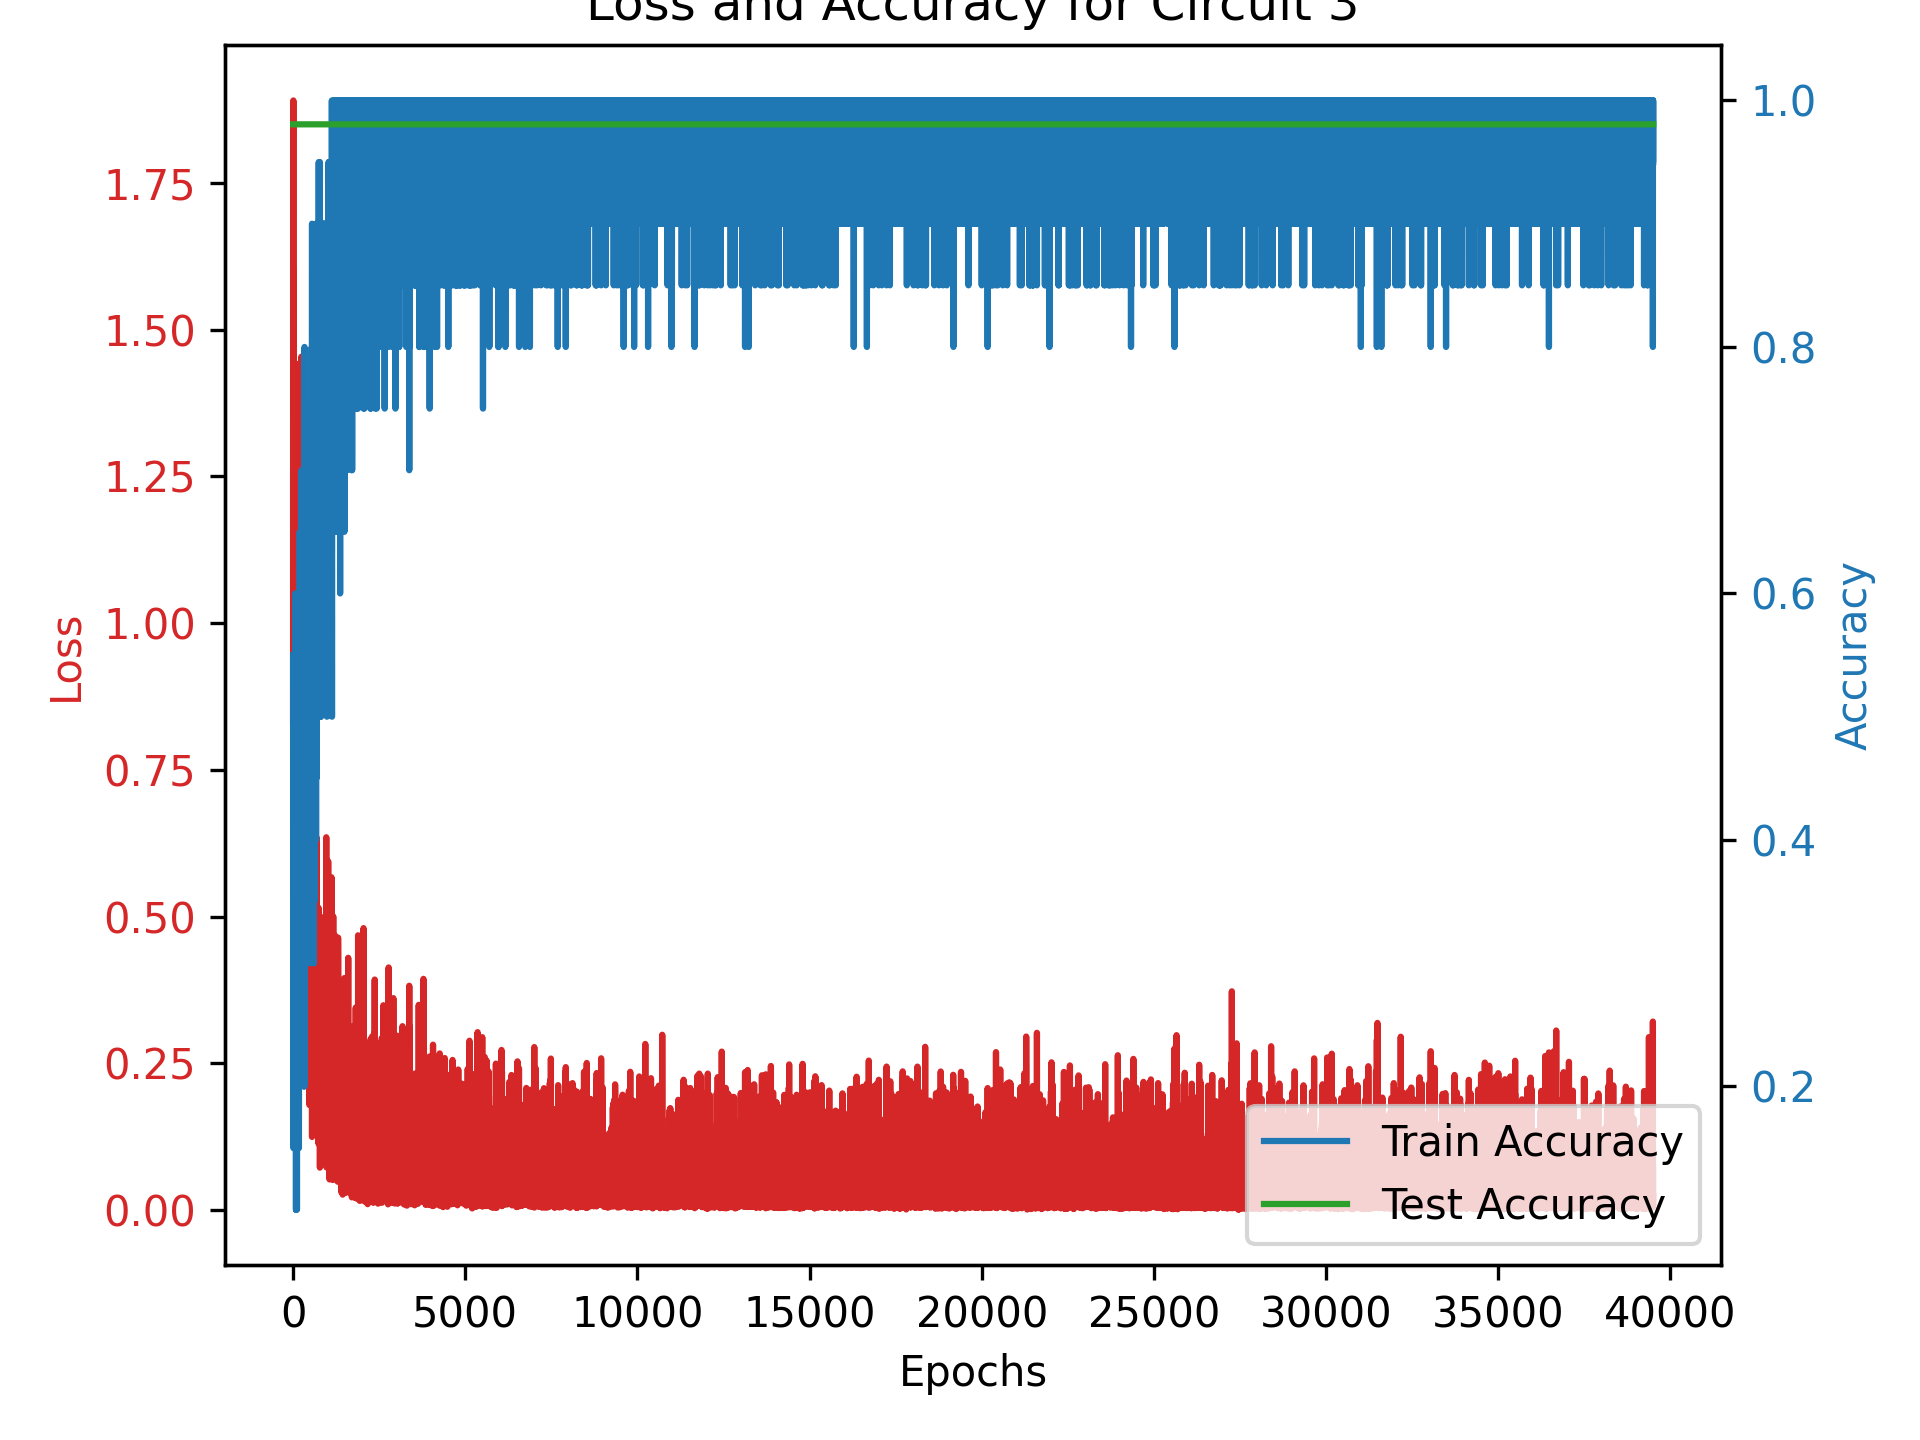 Loss and Accuracy for Circuit 3
1.75
1.50
1.25
1.00
0.75
0.50
0.25
0.00
Loss
1.0
0.8
0.6
0.4
0.2
Accuracy
Train Accuracy
Test Accuracy
0 5000 10000 15000 20000 25000 30000 35000 40000
Epochs